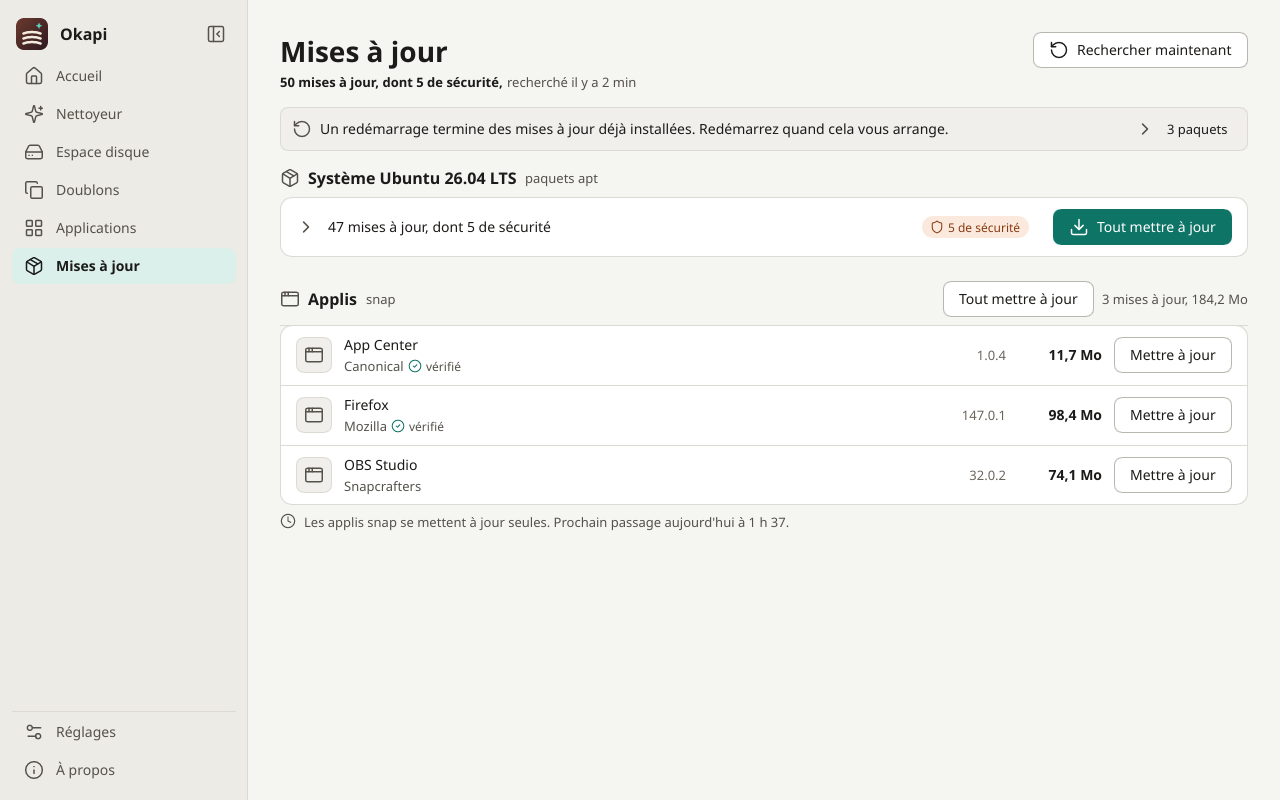 Okapi
Accueil
Nettoyeur
Espace disque
Doublons
Applications
Mises à jour
Réglages
À propos
Mises à jour
Rechercher maintenant
50 mises à jour, dont 5 de sécurité, recherché il y a 2 min
Un redémarrage termine des mises à jour déjà installées. Redémarrez quand cela vous arrange.
3 paquets
Système Ubuntu 26.04 LTS paquets apt
47 mises à jour, dont 5 de sécurité
5 de sécurité
Tout mettre à jour
Applis snap
Tout mettre à jour
3 mises à jour, 184,2 Mo
App Center
Canonical vérifié
1.0.4
11,7 Mo
Mettre à jour
Firefox
Mozilla vérifié
147.0.1
98,4 Mo
Mettre à jour
OBS Studio
Snapcrafters
32.0.2
74,1 Mo
Mettre à jour
Les applis snap se mettent à jour seules. Prochain passage aujourd'hui à 1 h 37.